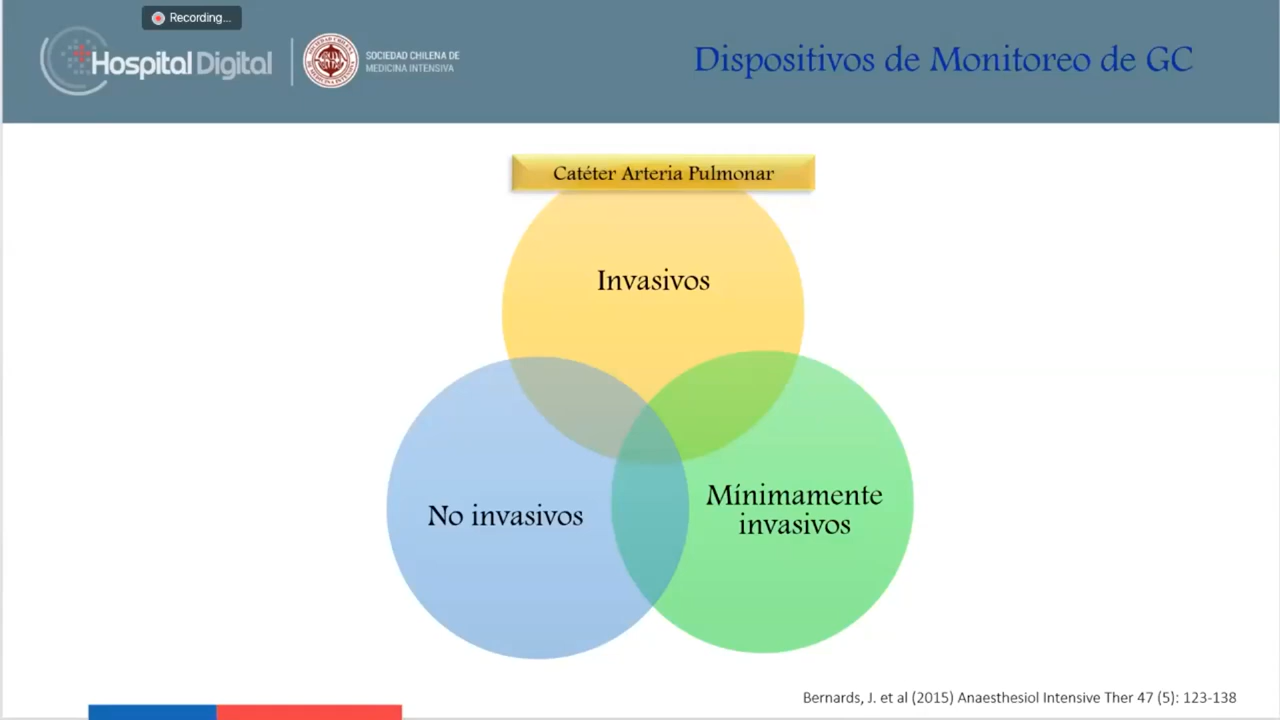 Recording...
Hospital Digital
SOCIEDAD CHILENA DE
MEDICINA INTENSIVA
Dispositivos de Monitoreo de GC
Catéter Arteria Pulmonar
Invasivos
No invasivos
Mínimamente
invasivos
Bernards, J. et al (2015) Anaesthesiol Intensive Ther 47 (5): 123-138